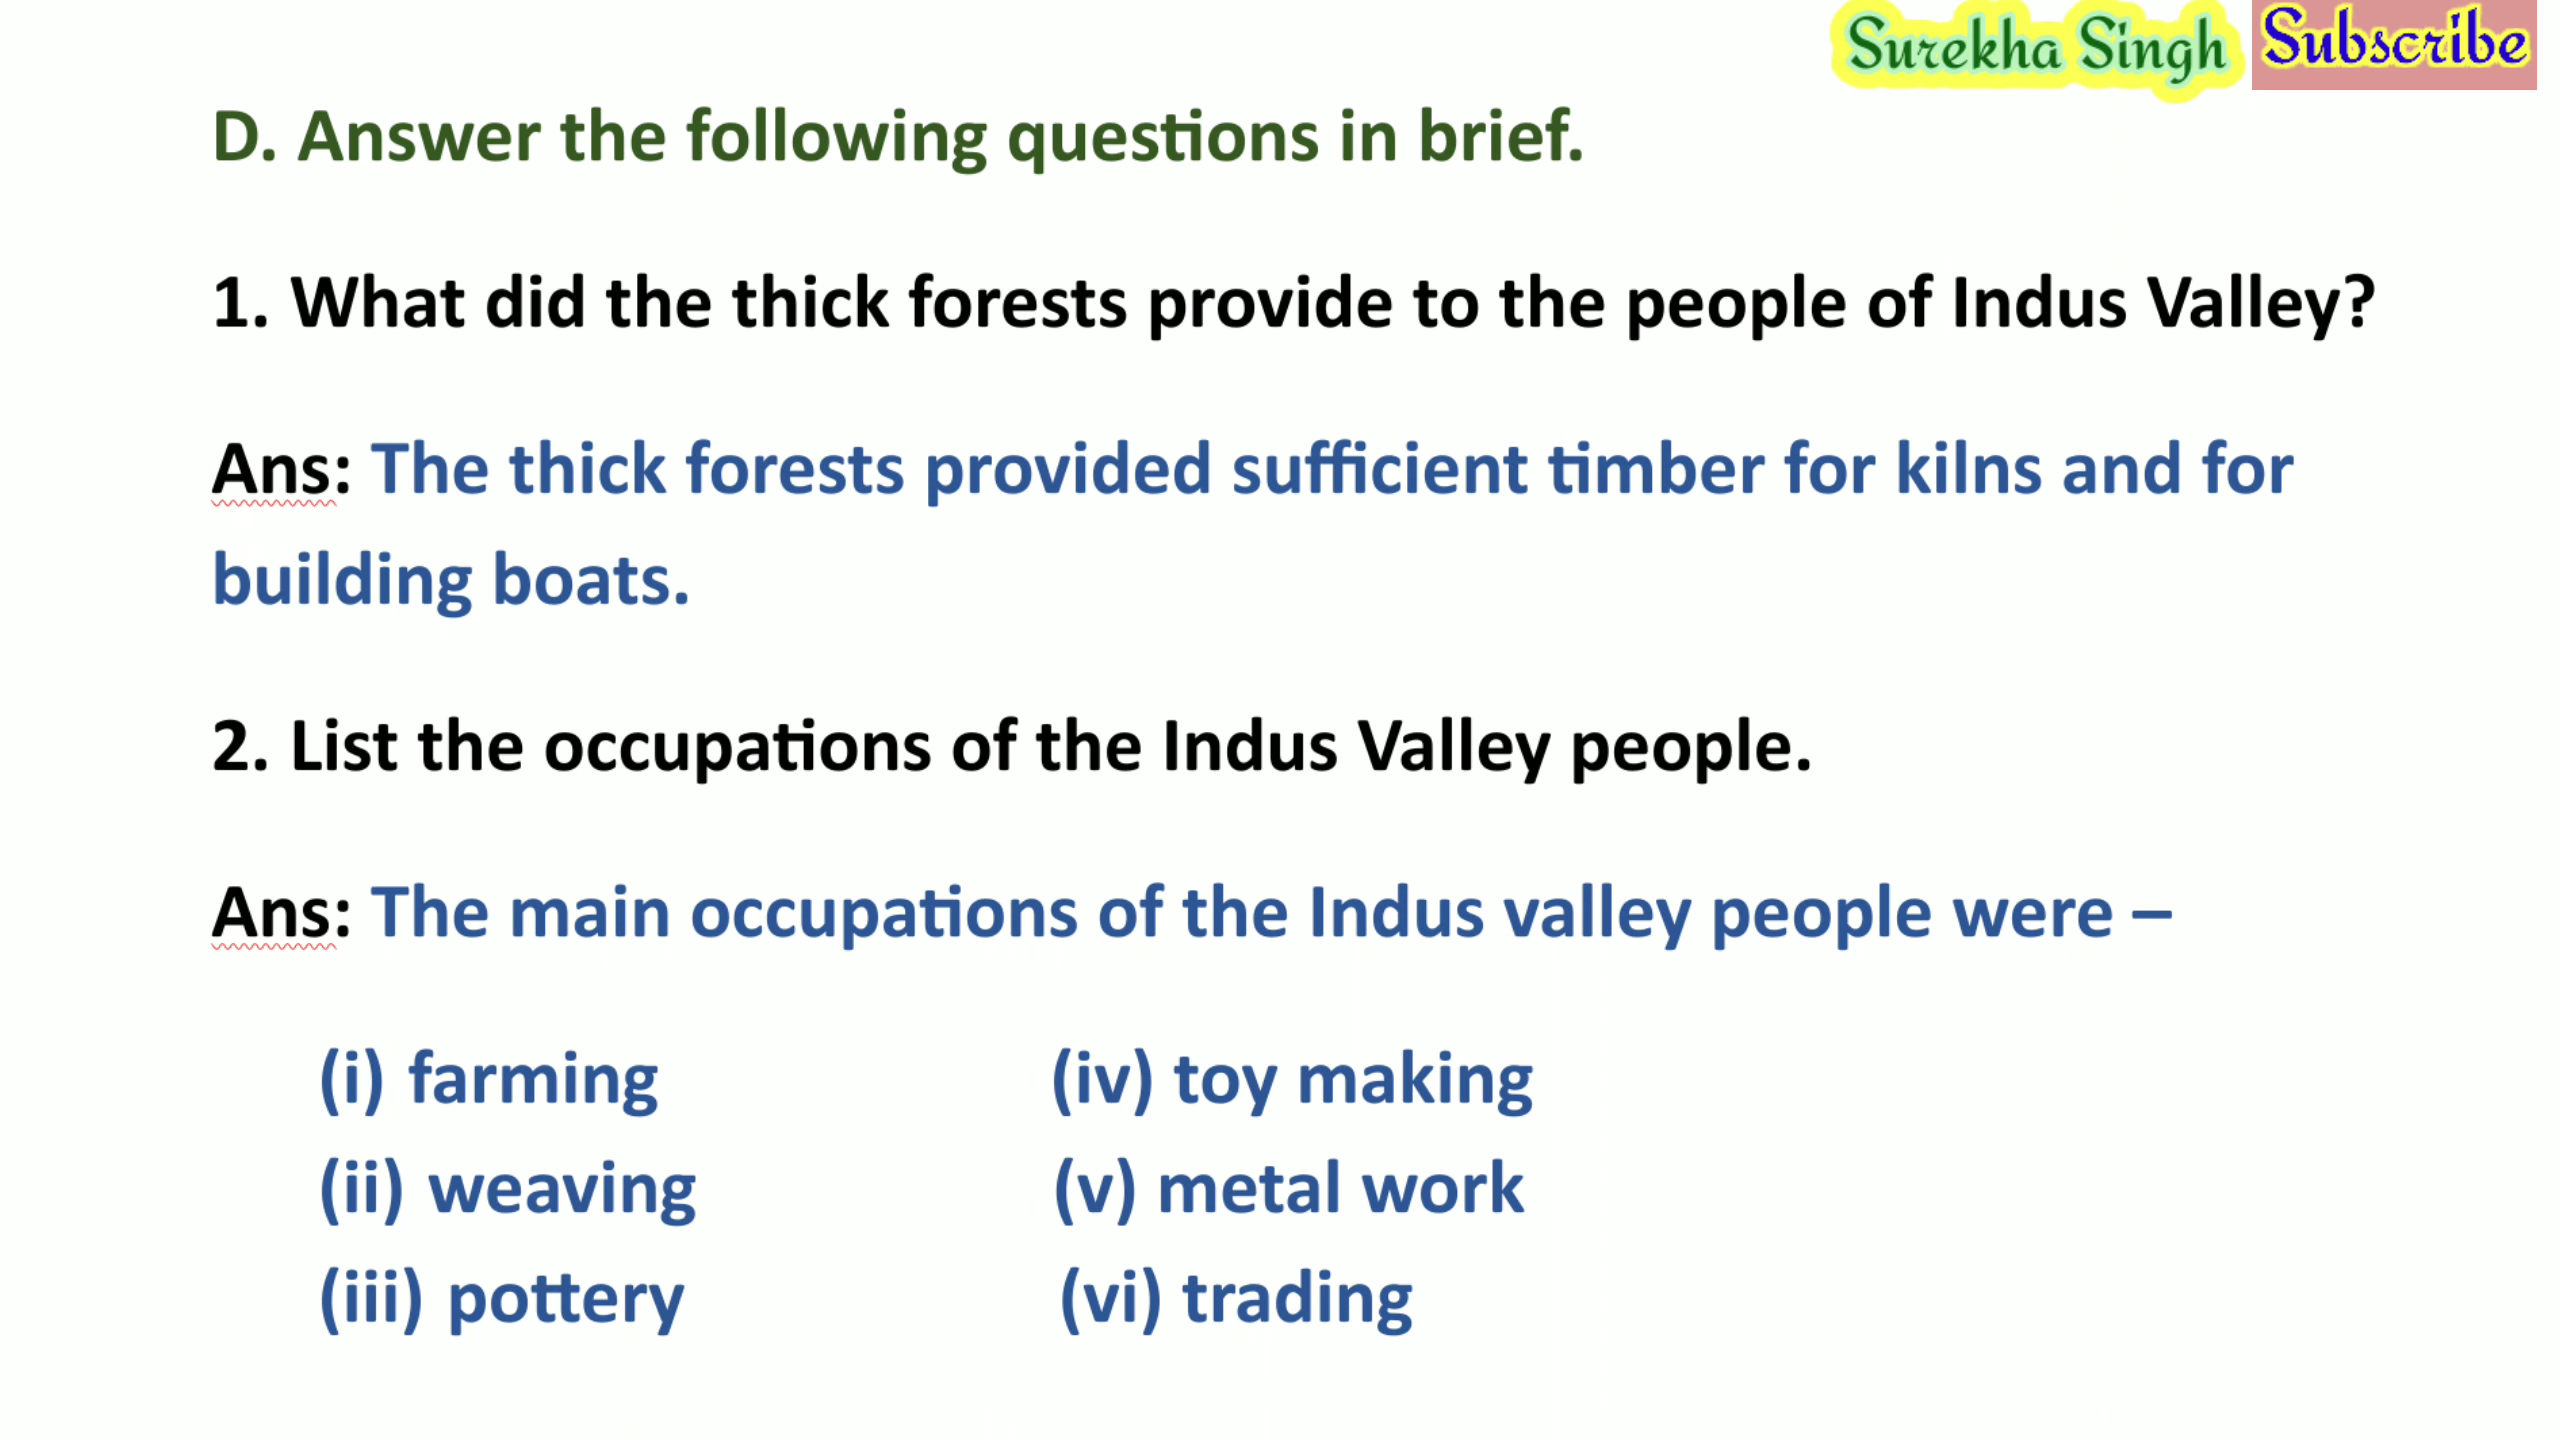 Surekha Singh Subscribe
D. Answer the following questions in brief.
1. What did the thick forests provide to the people of Indus Valley?
Ans: The thick forests provided sufficient timber for kilns and for
building boats.
2. List the occupations of the Indus Valley people.
Ans: The main occupations of the Indus valley people were –
(i) farming (iv) toy making
(ii) weaving (v) metal work
(iii) pottery (vi) trading